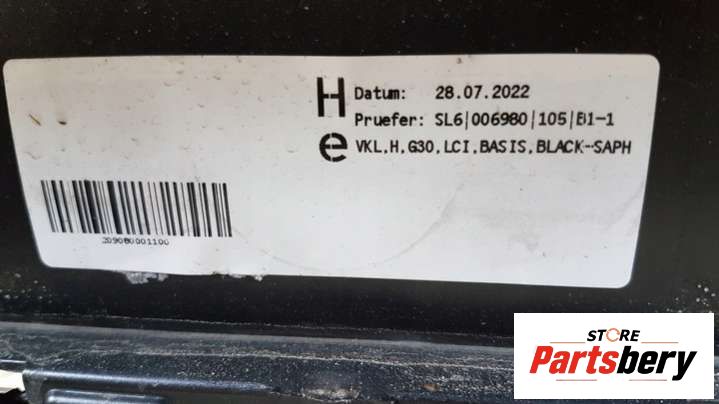 H Datum: 28.07.2022
Pruefer: SL6|006980|105|B1-1
e VKL,H,G30,LCI,BASIS,BLACK-SAPH
209080001100
STORE
Partsbery